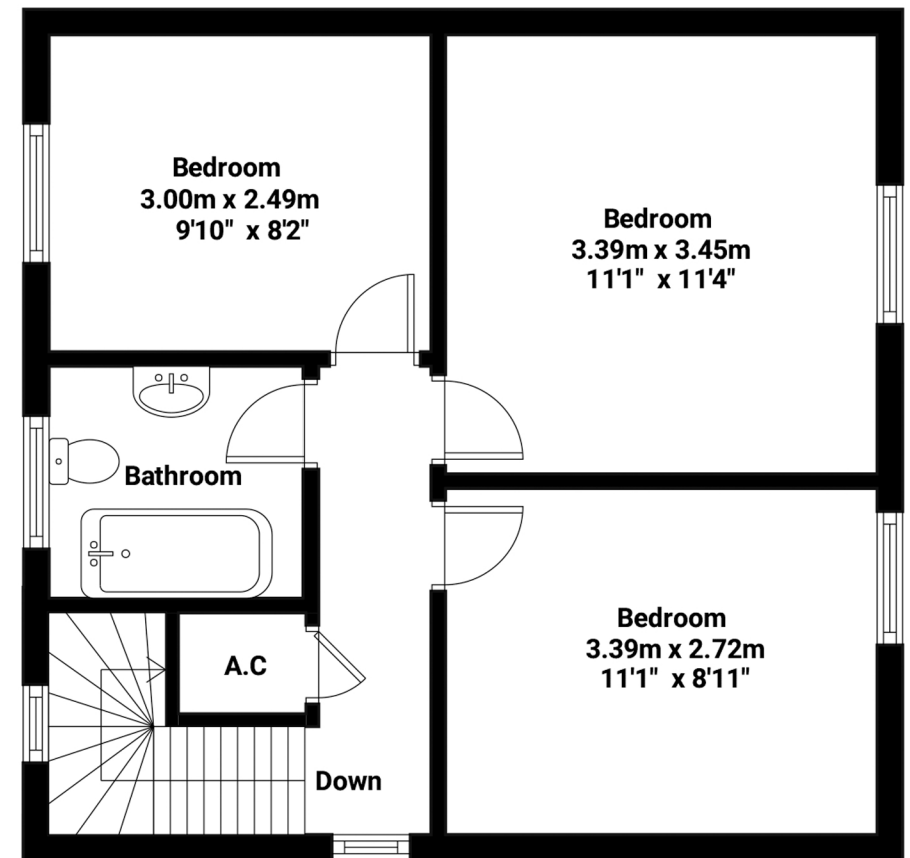 Bedroom
3.00m x 2.49m
9'10" x 8'2"
Bedroom
3.39m x 3.45m
11'1" x 11'4"
Bathroom
Bedroom
3.39m x 2.72m
11'1" x 8'11"
A.C
Down